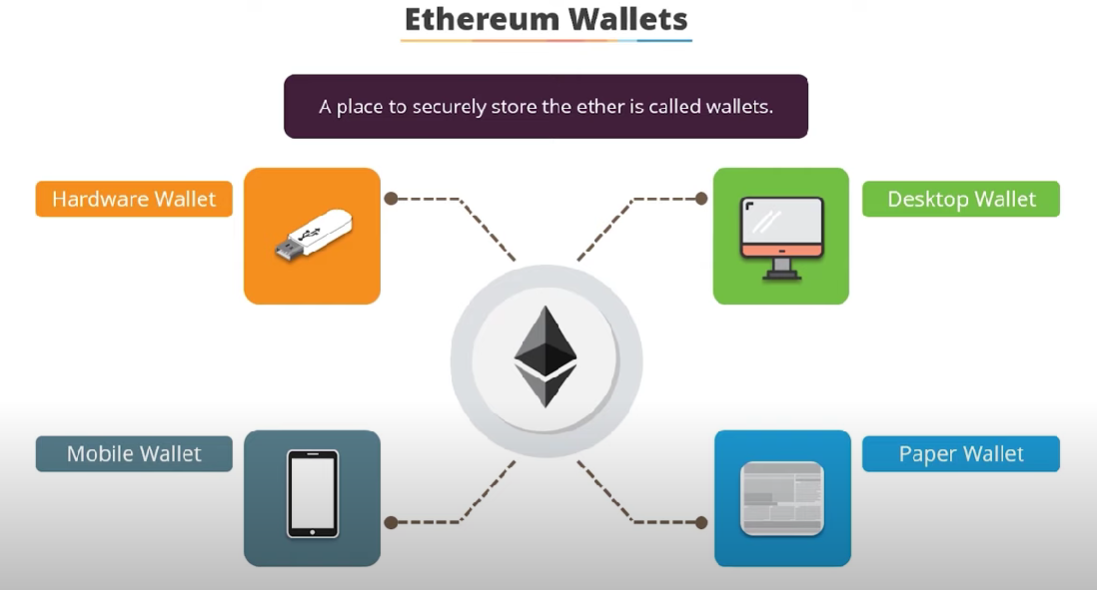 Ethereum Wallets
A place to securely store the ether is called wallets.
Hardware Wallet
Desktop Wallet
Mobile Wallet
Paper Wallet